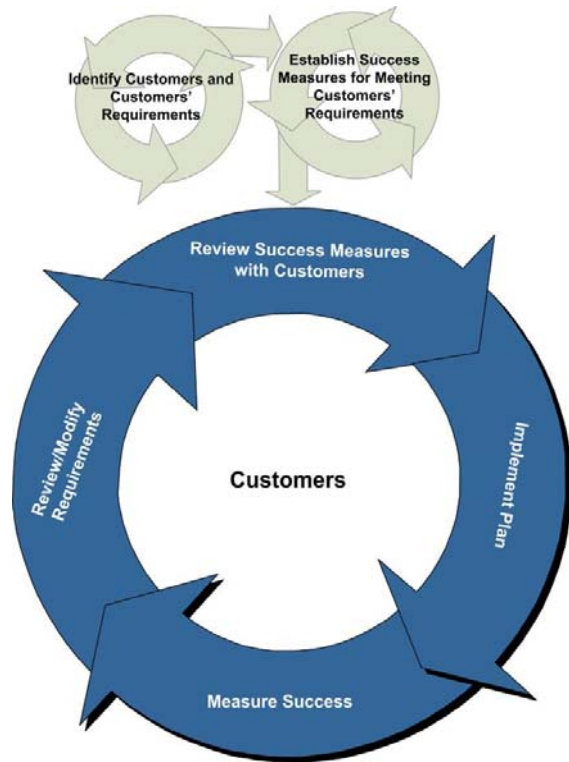 Identify Customers and
Customers’
Requirements
Establish Success
Measures for Meeting
Customers’
Requirements
Review Success Measures
with Customers
Implement Plan
Measure Success
Review/Modify
Requirements
Customers